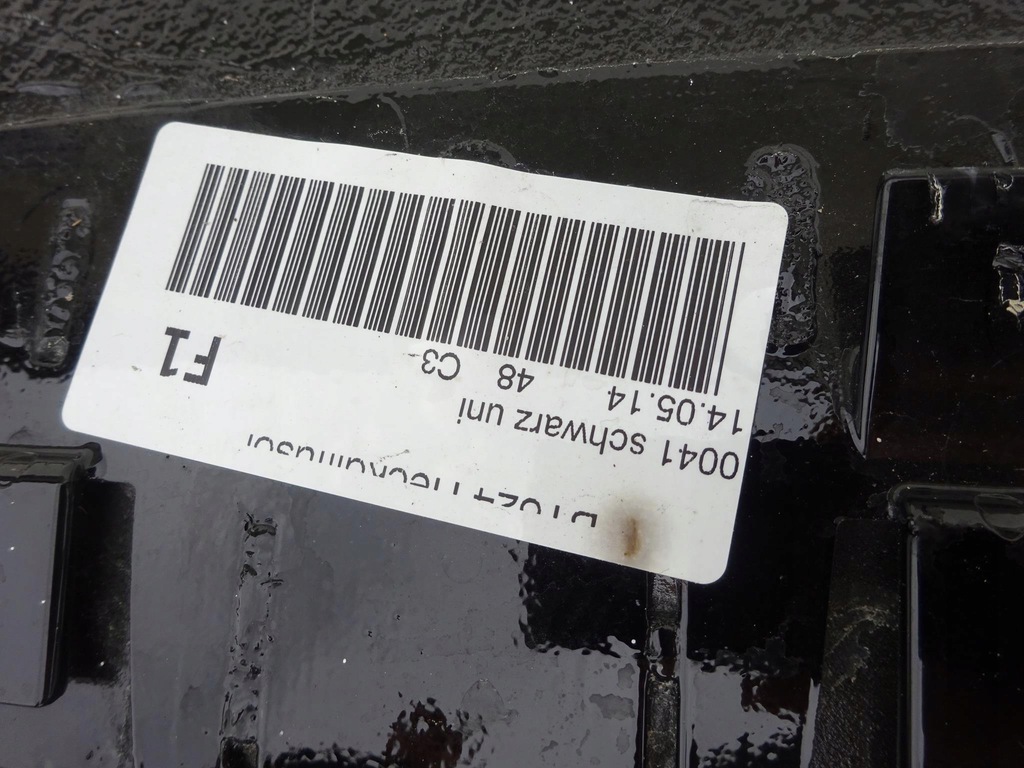 0041 schwarz uni
14.05.14 48 C3
F1